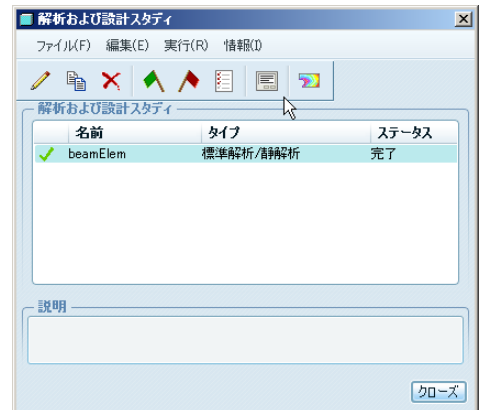 解析および設計スタディ
ファイル(F) 編集(E) 実行(R) 情報(I)
解析および設計スタディ
名前 タイプ ステータス
beamElem 標準解析/静解析 完了
説明
クローズ